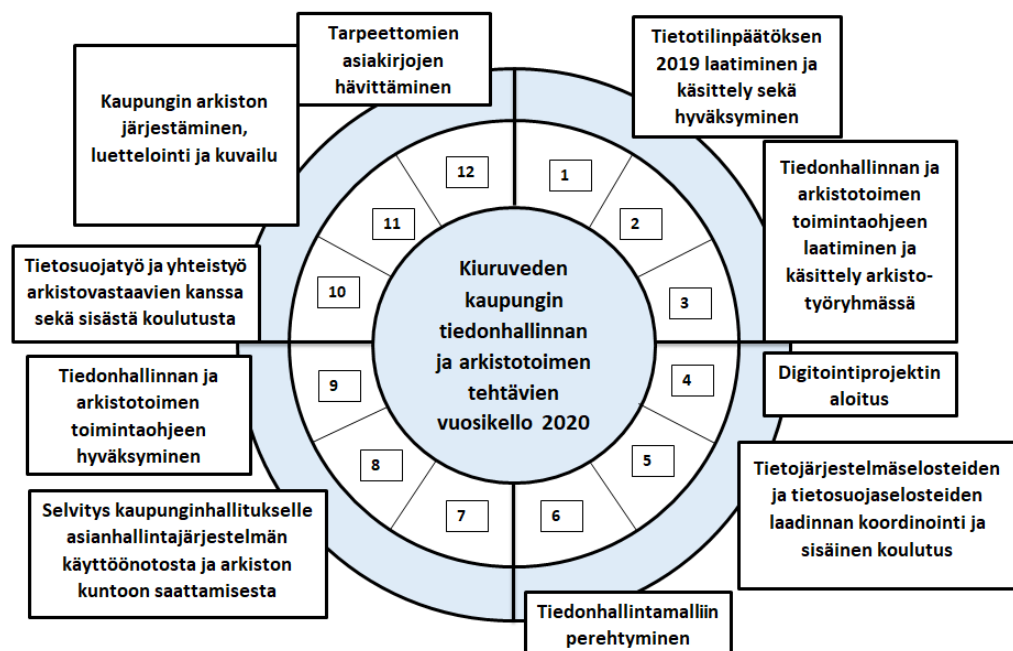 Tarpeettomien
asiakirjojen
hävittäminen
Tietotilinpäätöksen
2019 laatiminen ja
käsittely sekä
hyväksyminen
Kaupungin arkiston
järjestäminen,
luettelointi ja kuvailu
Tiedonhallinnan ja
arkistotoimen
toimintaohjeen
laatiminen ja
käsittely arkisto-
työryhmässä
Tietosuojatyö ja yhteistyö
arkistovastaavien kanssa
sekä sisästä koulutusta
Digitointiprojektin
aloitus
Tiedonhallinnan ja
arkistotoimen
toimintaohjeen
hyväksyminen
Tietojärjestelmäselosteiden
ja tietosuojaselosteiden
laadinnan koordinointi ja
sisäinen koulutus
Selvitys kaupunginhallitukselle
asianhallintajärjestelmän
käyttöönotosta ja arkiston
kuntoon saattamisesta
Tiedonhallintamalliin
perehtyminen
Kiuruveden
kaupungin
tiedonhallinnan
ja arkistotoimen
tehtävien
vuosikello 2020
1
2
3
4
5
6
7
8
9
10
11
12